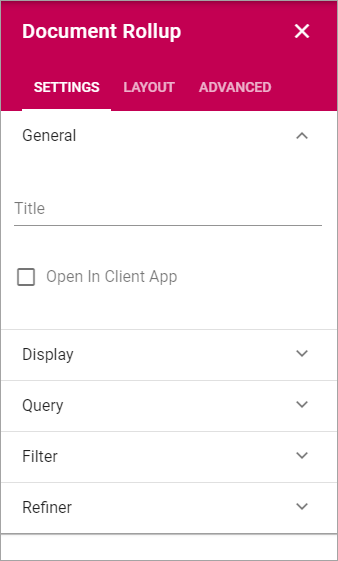 Document Rollup
SETTINGS LAYOUT ADVANCED
General
Title
Open In Client App
Display
Query
Filter
Refiner